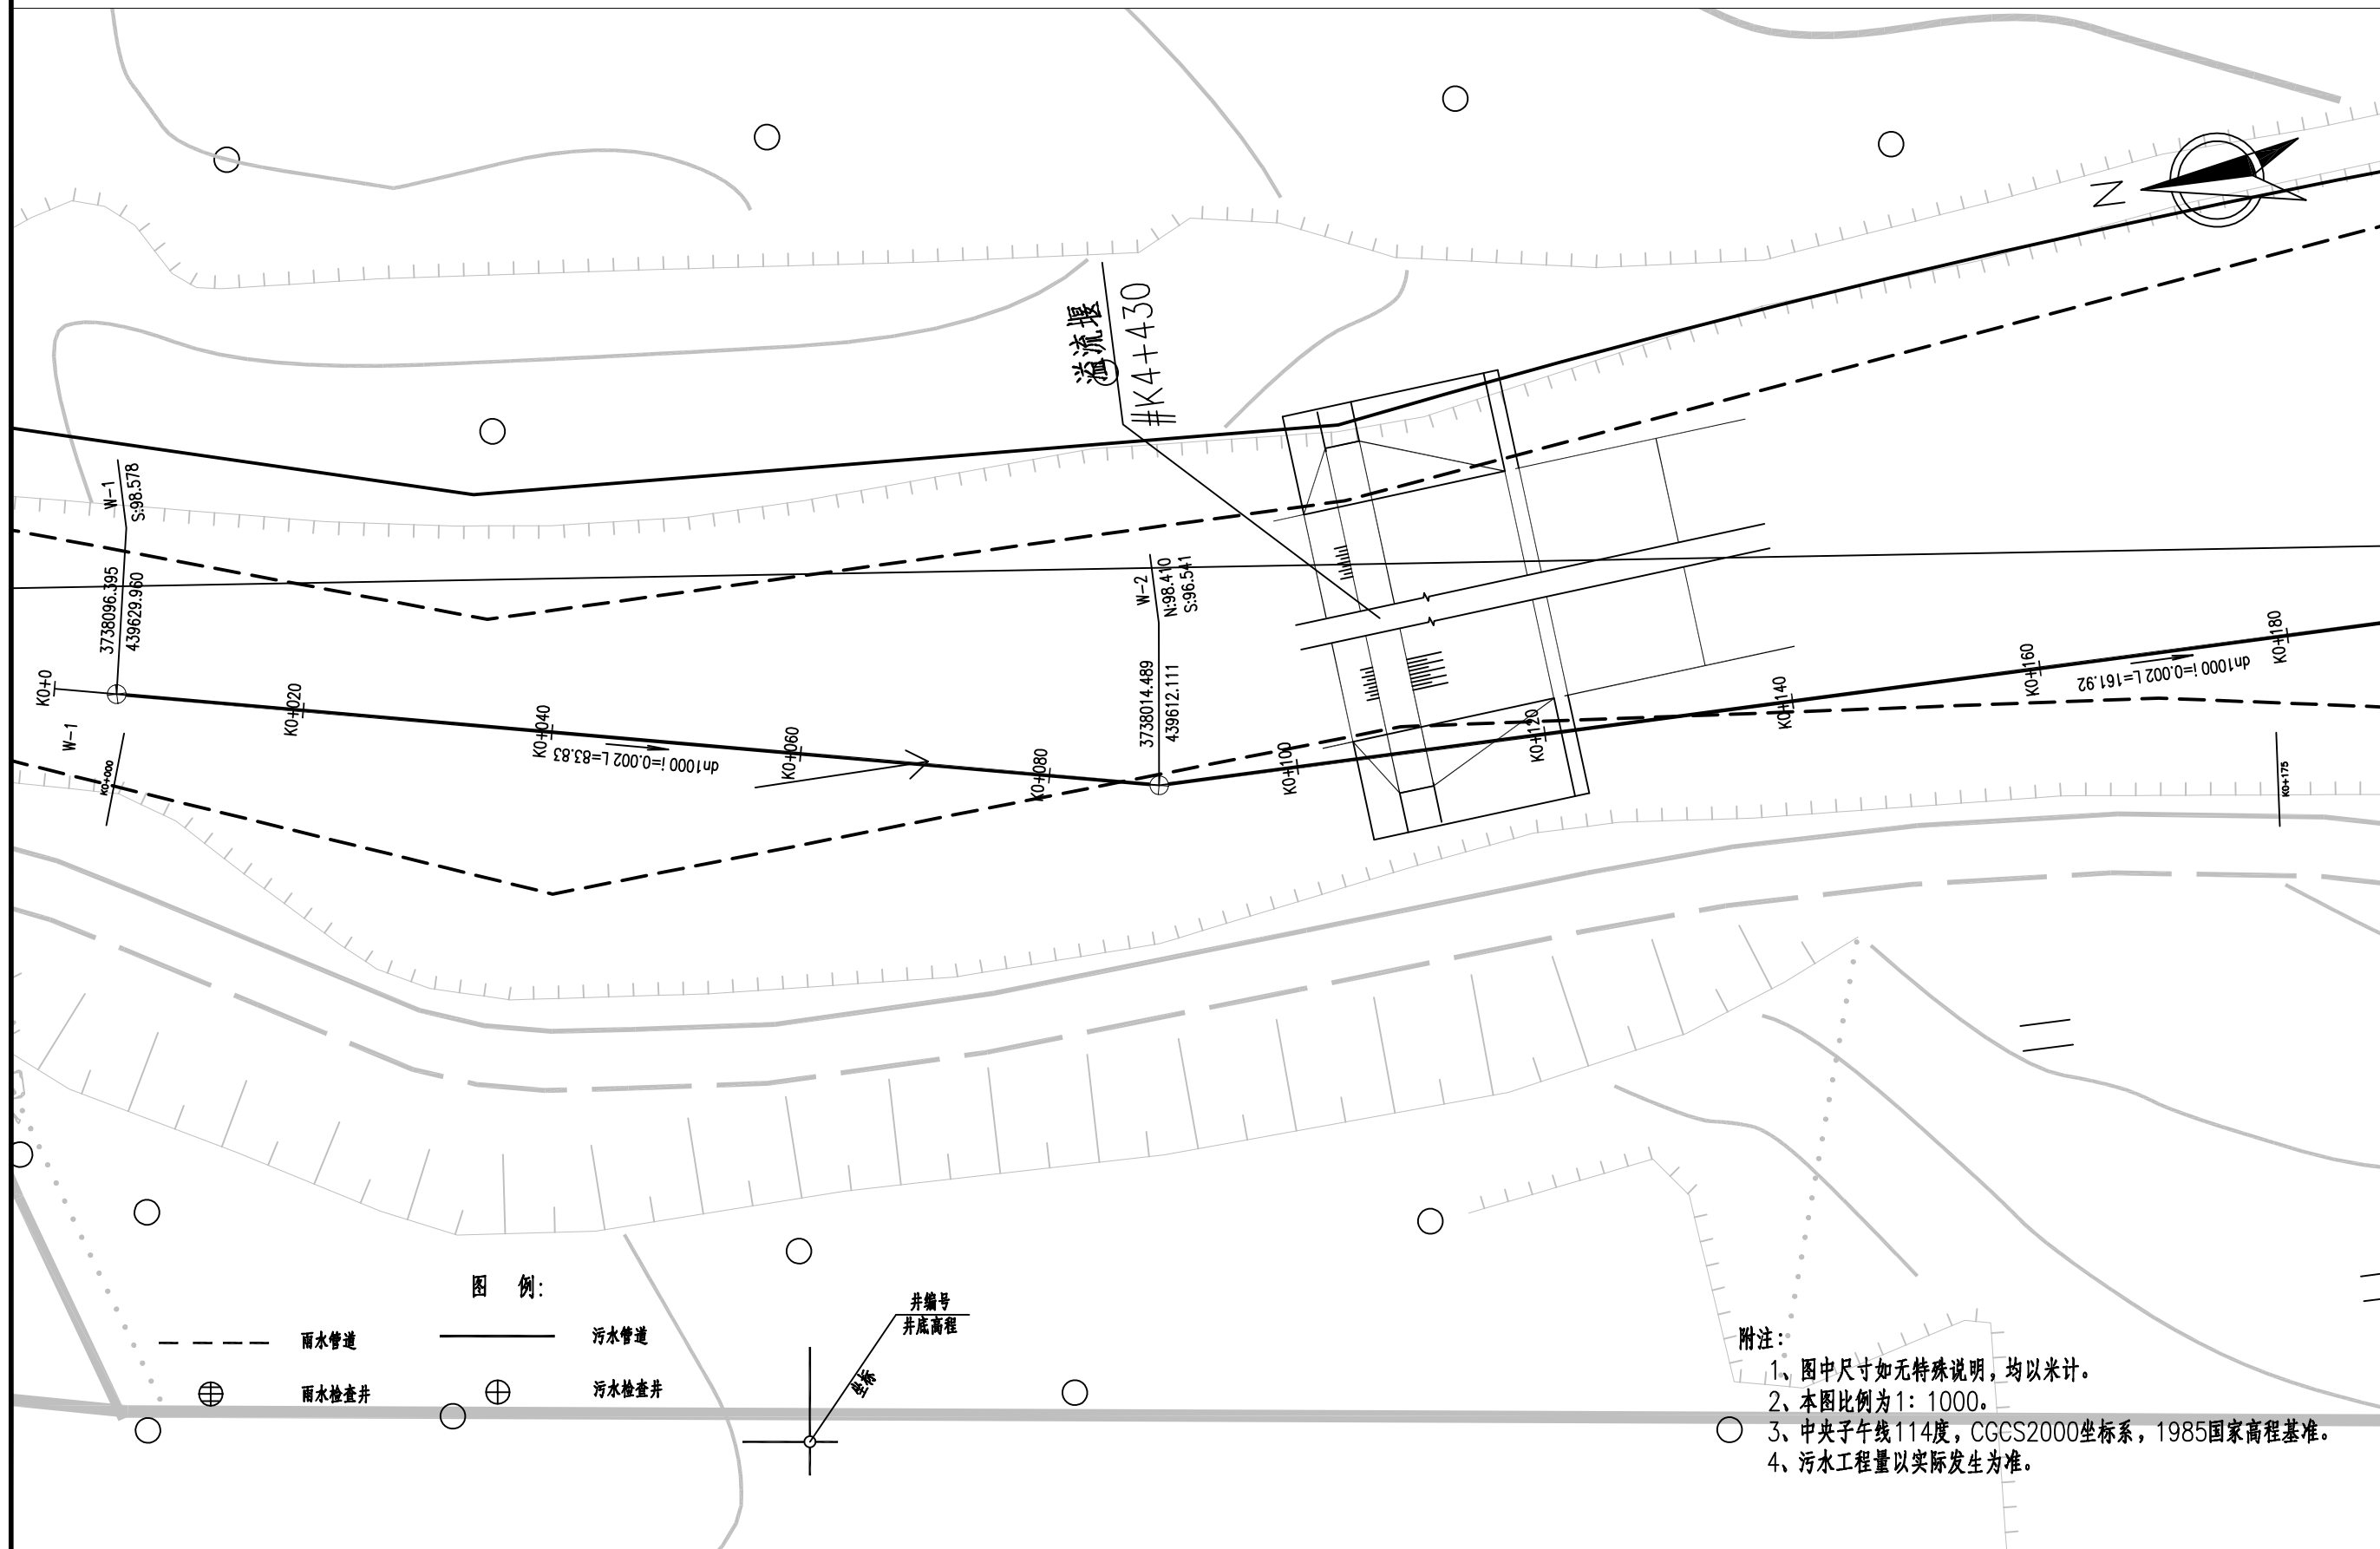 N
溢流堰
#K4+430
W-1
S:98.578
3738096.395
439629.960
W-2
N:98.410
S:96.541
3738014.489
439612.111
K0+0
K0+020
K0+040
K0+060
K0+080
K0+100
K0+120
K0+140
K0+160
K0+180
W-1
K0+000
K0+175
dn1000 i=0.002 L=83.83
dn1000 i=0.002 L=161.92
图 例:
雨水管道
污水管道
雨水检查井
污水检查井
井编号
井底高程
坐标
附注:
1、图中尺寸如无特殊说明，均以米计。
2、本图比例为1: 1000。
3、中央子午线114度，CGCS2000坐标系，1985国家高程基准。
4、污水工程量以实际发生为准。